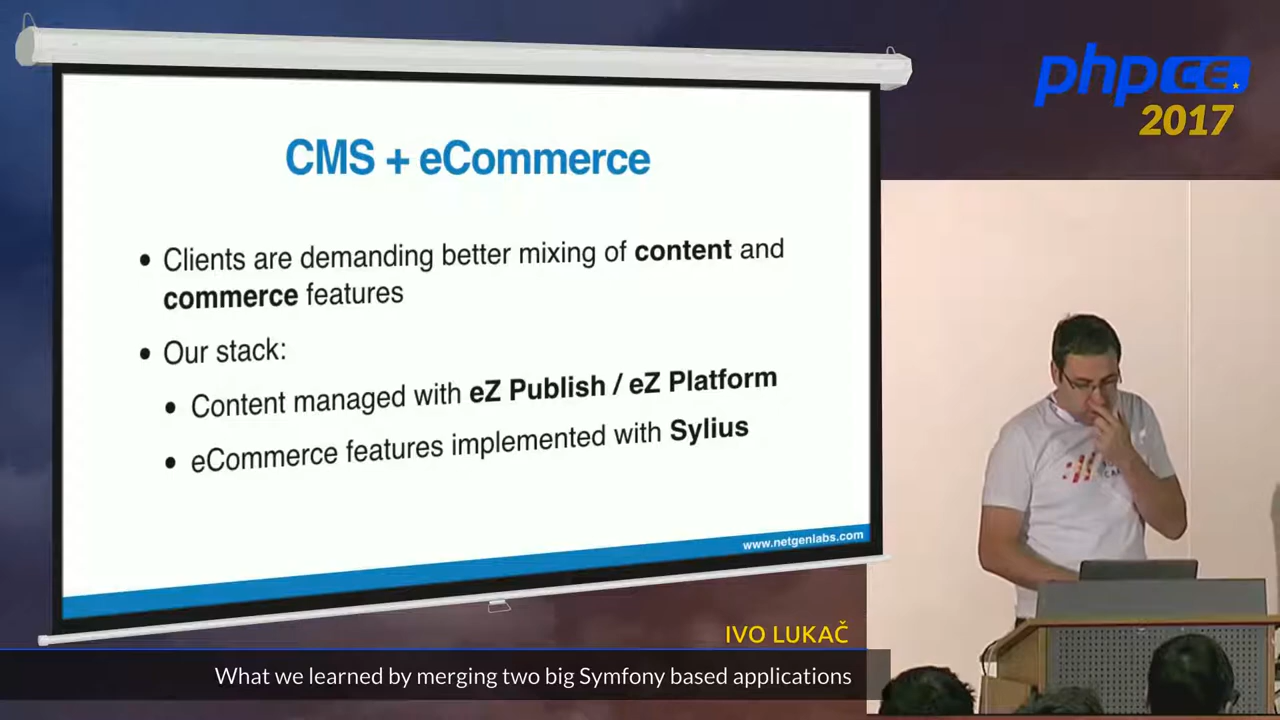 phpCE
2017
CMS + eCommerce
• Clients are demanding better mixing of content and
commerce features
• Our stack:
• Content managed with eZ Publish / eZ Platform
• eCommerce features implemented with Sylius
www.netgenlabs.com
IVO LUKAČ
What we learned by merging two big Symfony based applications